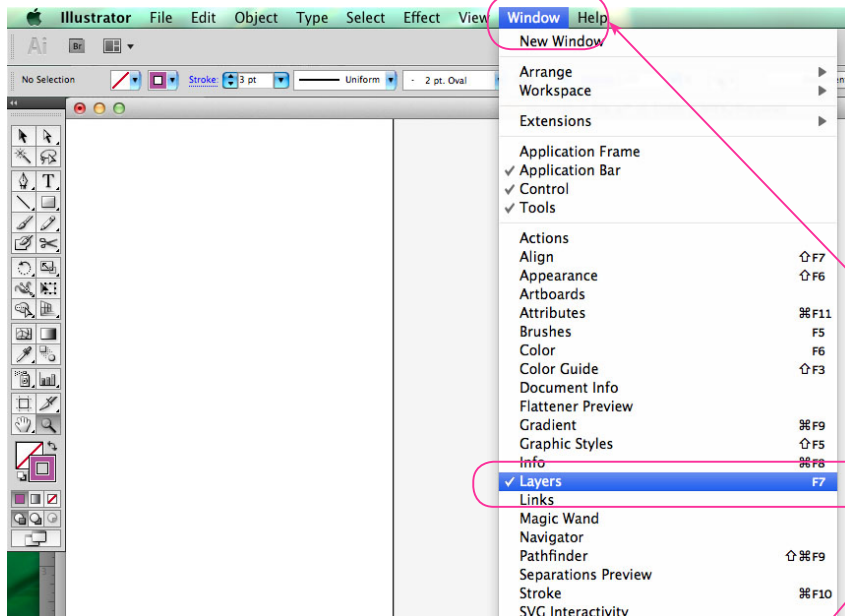 Illustrator File Edit Object Type Select Effect View Window Help
Ai Br
No Selection Stroke: 3 pt Uniform 2 pt. Oval
New Window
Arrange
Workspace
Extensions
Application Frame
✓ Application Bar
✓ Control
✓ Tools
Actions
Align ⇧F7
Appearance ⇧F6
Artboards
Attributes ⌘F11
Brushes F5
Color F6
Color Guide ⇧F3
Document Info
Flattener Preview
Gradient ⌘F9
Graphic Styles ⇧F5
Info ⌘F8
✓ Layers F7
Links
Magic Wand
Navigator
Pathfinder ⇧⌘F9
Separations Preview
Stroke ⌘F10
SVG Interactivity